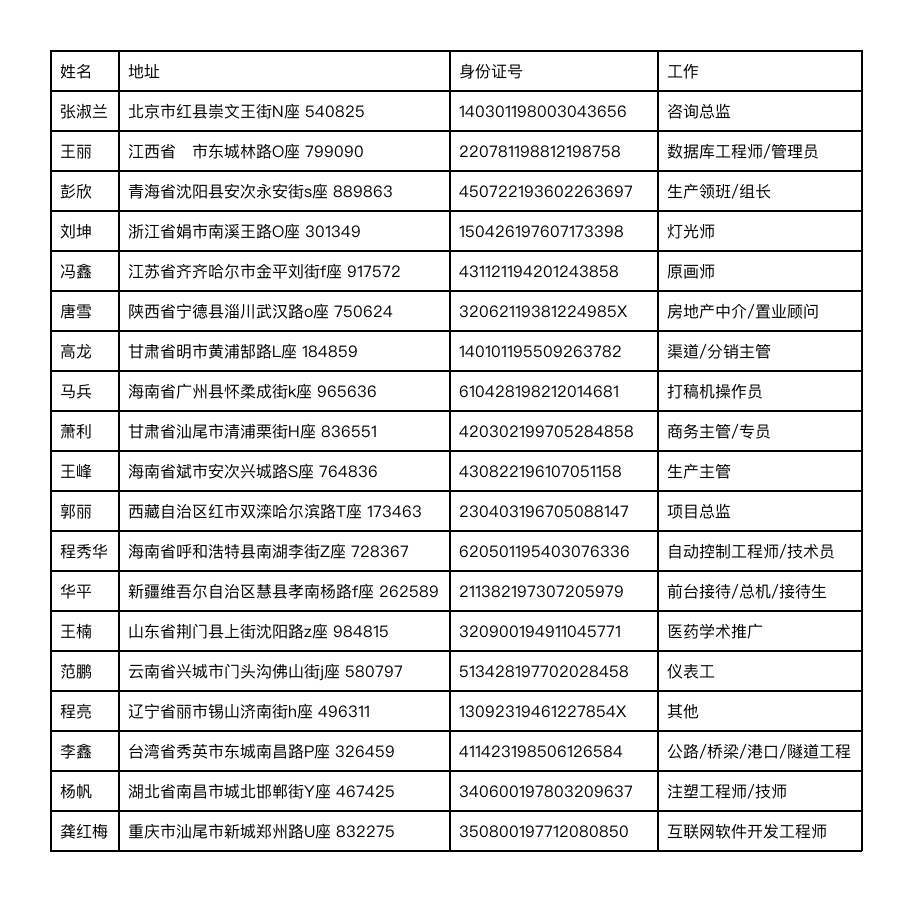 姓名 地址 身份证号 工作
张淑兰 北京市红县崇文王街N座 540825 140301198003043656 咨询总监
王丽 江西省　市东城林路O座 799090 220781198812198758 数据库工程师/管理员
彭欣 青海省沈阳县安次永安街s座 889863 450722193602263697 生产领班/组长
刘坤 浙江省娟市南溪王路O座 301349 150426197607173398 灯光师
冯鑫 江苏省齐齐哈尔市金平刘街f座 917572 431121194201243858 原画师
唐雪 陕西省宁德县淄川武汉路o座 750624 32062119381224985X 房地产中介/置业顾问
高龙 甘肃省明市黄浦郜路L座 184859 140101195509263782 渠道/分销主管
马兵 海南省广州县怀柔成街k座 965636 610428198212014681 打稿机操作员
萧利 甘肃省汕尾市清浦栗街H座 836551 420302199705284858 商务主管/专员
王峰 海南省斌市安次兴城路S座 764836 430822196107051158 生产主管
郭丽 西藏自治区红市双滦哈尔滨路T座 173463 230403196705088147 项目总监
程秀华 海南省呼和浩特县南湖李街Z座 728367 620501195403076336 自动控制工程师/技术员
华平 新疆维吾尔自治区慧县孝南杨路f座 262589 211382197307205979 前台接待/总机/接待生
王楠 山东省荆门县上街沈阳路z座 984815 320900194911045771 医药学术推广
范鹏 云南省兴城市门头沟佛山街j座 580797 513428197702028458 仪表工
程亮 辽宁省丽市锡山济南街h座 496311 13092319461227854X 其他
李鑫 台湾省秀英市东城南昌路P座 326459 411423198506126584 公路/桥梁/港口/隧道工程
杨帆 湖北省南昌市城北邯郸街Y座 467425 340600197803209637 注塑工程师/技师
龚红梅 重庆市汕尾市新城郑州路U座 832275 350800197712080850 互联网软件开发工程师